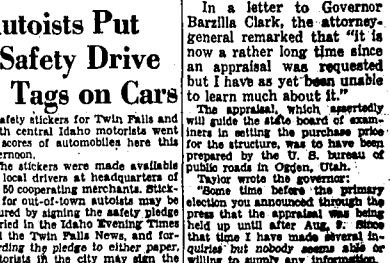 utoists Put
Safety Drive
Tags on Cars
afety stickers for Twin Falls and
th central Idaho motorists went
scores of automobiles here this
ernoon.
he stickers were made available
local drivers at headquarters of
50 cooperating merchants. Stick-
for out-of-town autoists may be
ured by signing the safety pledge
ried in the Idaho Evening Times
the Twin Falls News, and for-
rding the pledge to either paper,
torists in the city may sign the
In a letter to Governor
Barzilla Clark, the attorney-
general remarked that "it is
now a rather long time since
an appraisal was requested
but I have as yet been unable
to learn much about it."
The appraisal, which assertedly
will guide the state board of exam-
iners in setting the purchase price
for the structure, was to have been
prepared by the U. S. bureau of
public roads in Ogden, Utah.
Taylor wrote the governor:
"Some time before the primary
election you announced through the
press that the appraisal was being
held up until after Aug. 9. Since
that time I have made several in-
quiries but nobody seems able or
willing to supply any information